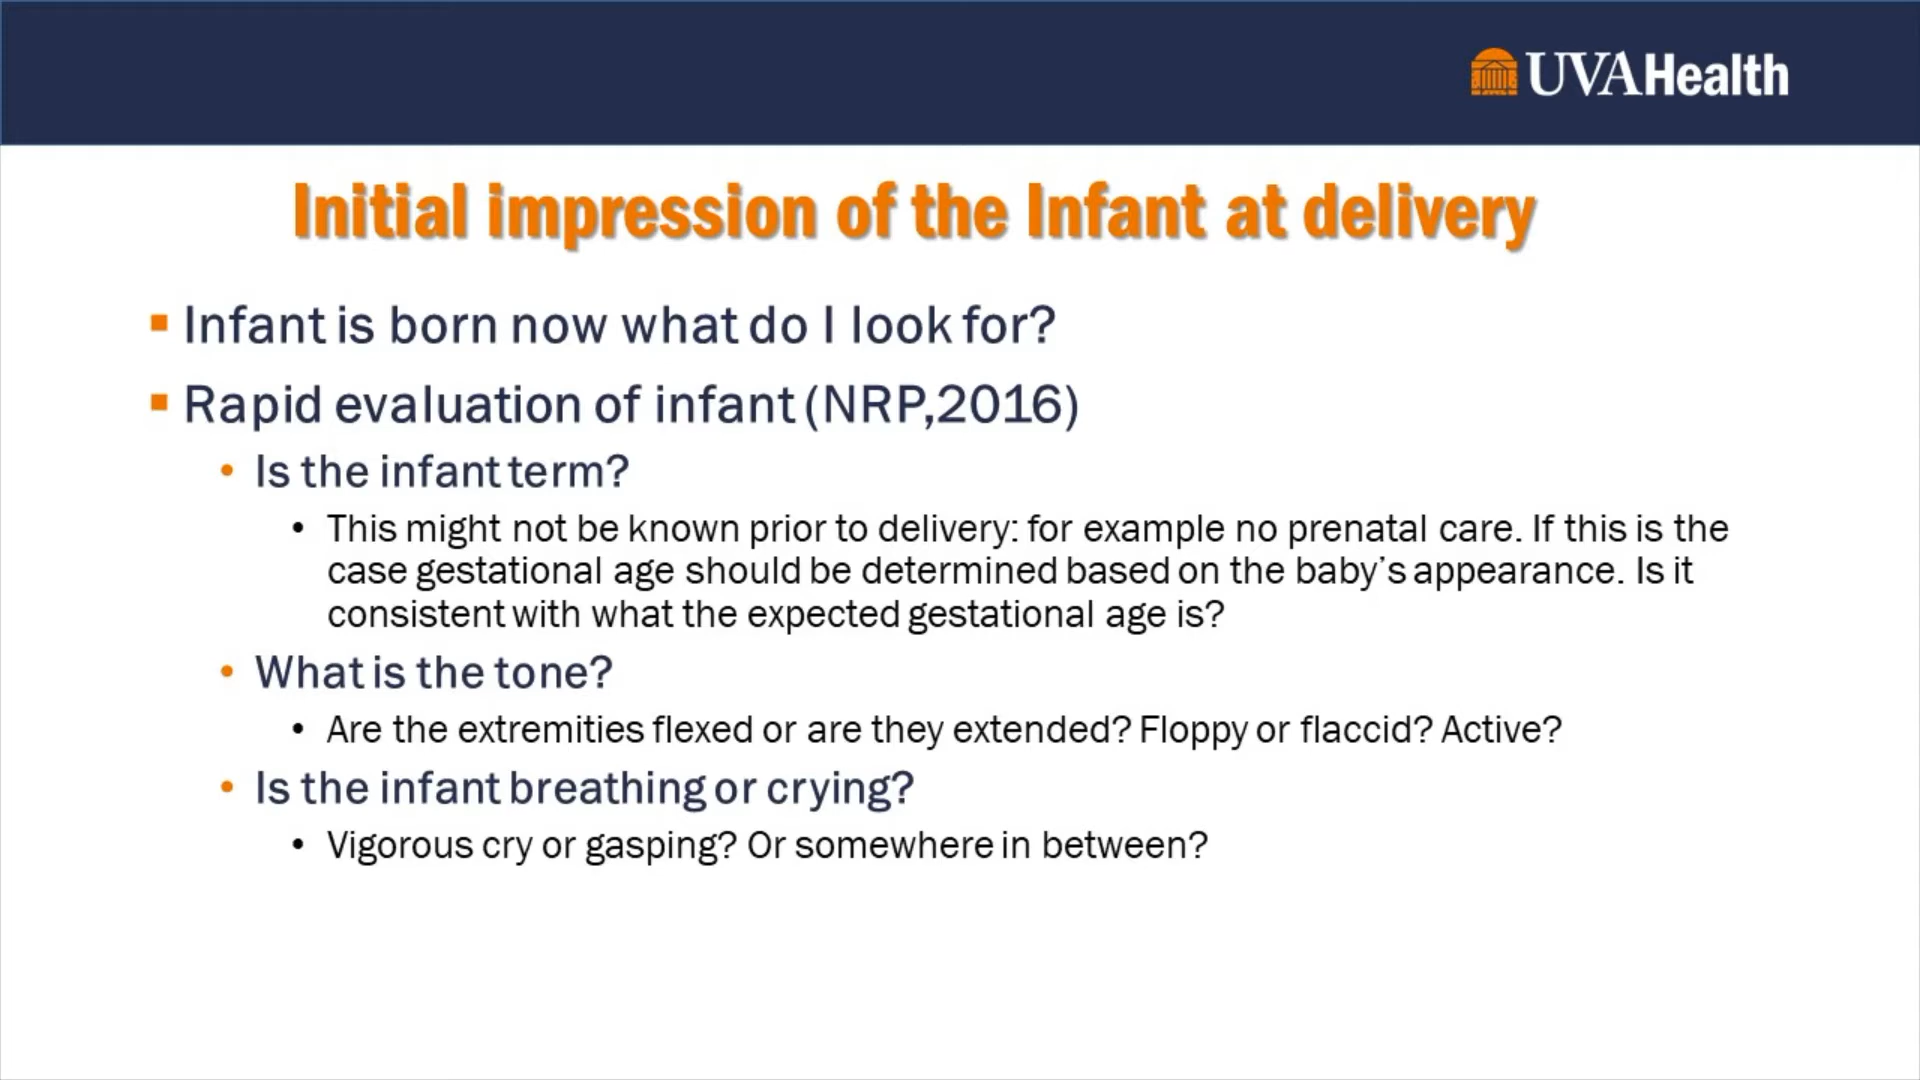 UVAHealth
Initial impression of the Infant at delivery
Infant is born now what do I look for?
Rapid evaluation of infant (NRP,2016)
Is the infant term?
This might not be known prior to delivery: for example no prenatal care. If this is the
case gestational age should be determined based on the baby's appearance. Is it
consistent with what the expected gestational age is?
What is the tone?
Are the extremities flexed or are they extended? Floppy or flaccid? Active?
Is the infant breathing or crying?
Vigorous cry or gasping? Or somewhere in between?